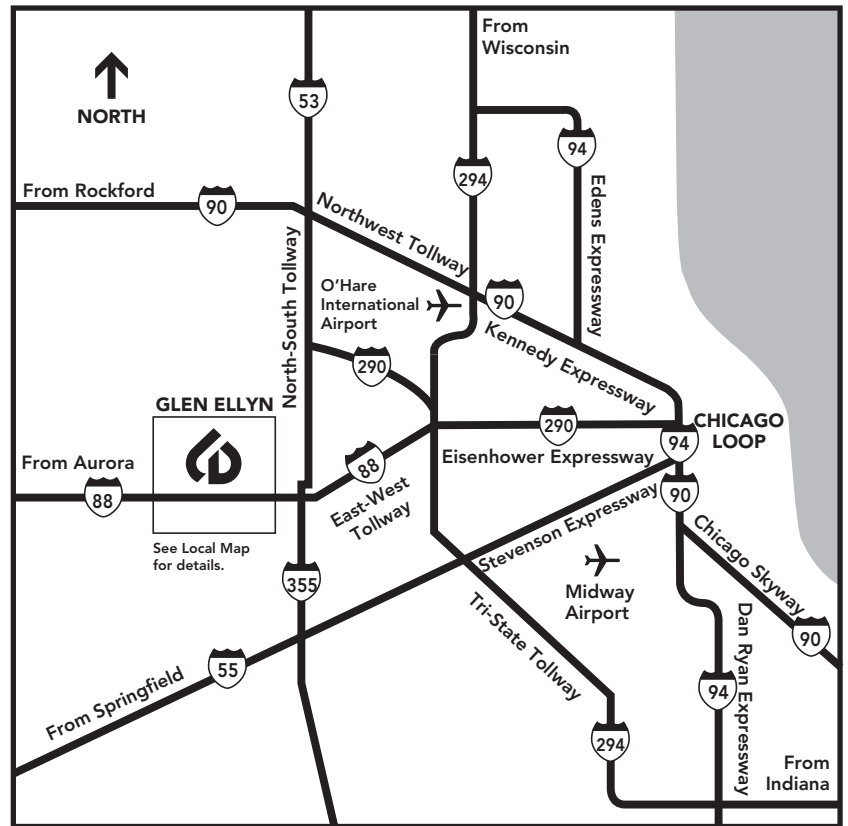 From
Wisconsin
NORTH
53
94
294
From Rockford
90
Northwest Tollway
Edens Expressway
North-South Tollway
O'Hare
International
Airport
90
Kennedy Expressway
290
GLEN ELLYN
290
CHICAGO
LOOP
94
From Aurora
88
88
Eisenhower Expressway
East-West
Tollway
90
See Local Map
for details.
Stevenson Expressway
Chicago Skyway
355
Midway
Airport
Tri-State Tollway
90
55
From Springfield
Dan Ryan Expressway
94
294
From
Indiana